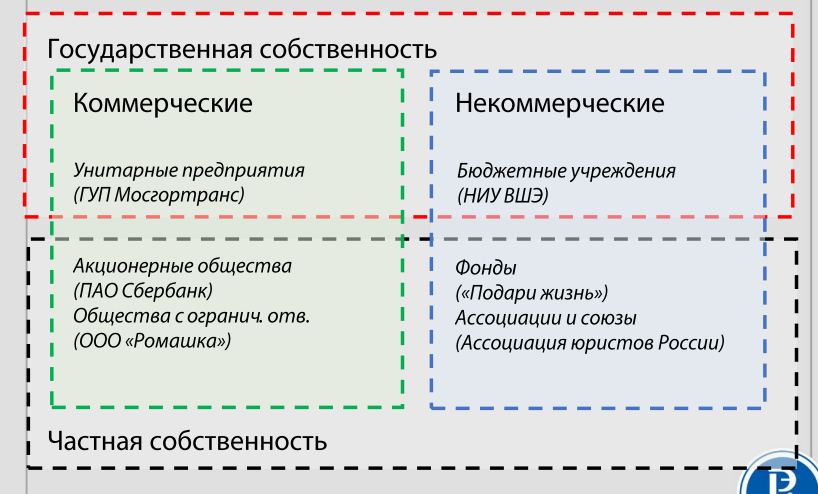 Государственная собственность
Коммерческие
Унитарные предприятия
(ГУП Мосгортранс)
Акционерные общества
(ПАО Сбербанк)
Общества с огранич. отв.
(ООО «Ромашка»)
Некоммерческие
Бюджетные учреждения
(НИУ ВШЭ)
Фонды
(«Подари жизнь»)
Ассоциации и союзы
(Ассоциация юристов России)
Частная собственность